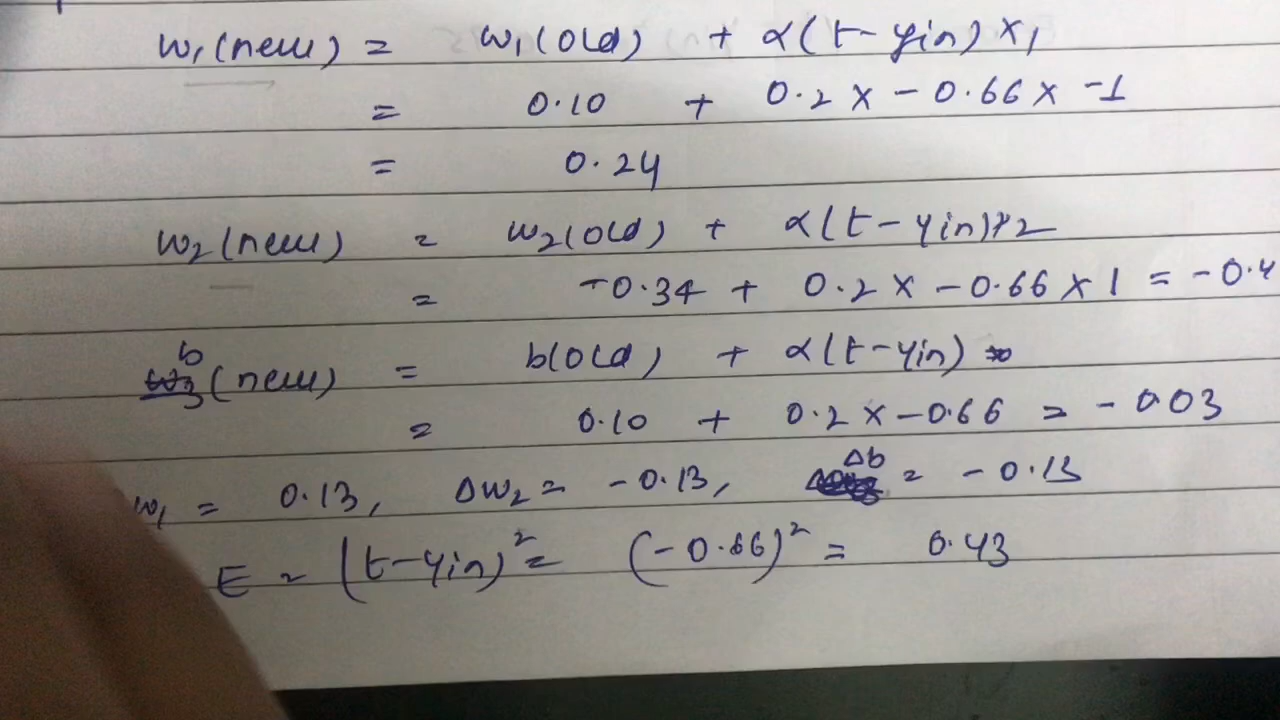 w₁(new) = w₁(old) + α(t-yin) x₁
= 0.10 + 0.2 x -0.66 x -1
= 0.24
w₂(new) = w₂(old) + α(t-yin)x2
= -0.34 + 0.2 x -0.66 x 1 = -0.4
b(new) = b(old) + α(t-yin)
= 0.10 + 0.2 x -0.66 = -0.03
w₁ = 0.13, Δw₂ = -0.13, Δb = -0.13
E = (t-yin)² = (-0.66)² = 0.43